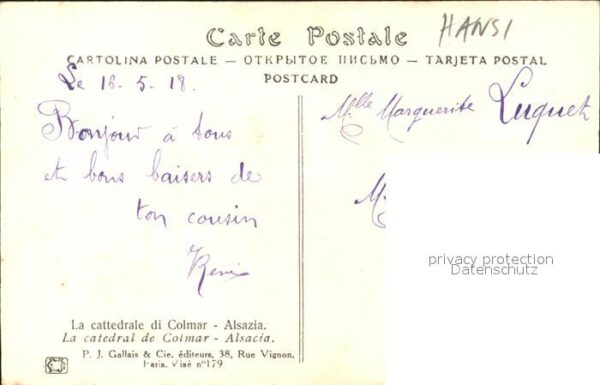 HANSI
Carte Postale
CARTOLINA POSTALE – ОТКРЫТОЕ ПИСЬМО – TARJETA POSTAL
POSTCARD
Le 16-5-18.
Bonjour à tous
et bons baisers de
ton cousin
Mlle Marguerite Luquet
M
privacy protection
Datenschutz
La cattedrale di Colmar - Alsazia.
La catedral de Colmar - Alsacia.
P. J. Gallais & Cie, éditeurs, 38, Rue Vignon,
Paris. Visé n°179